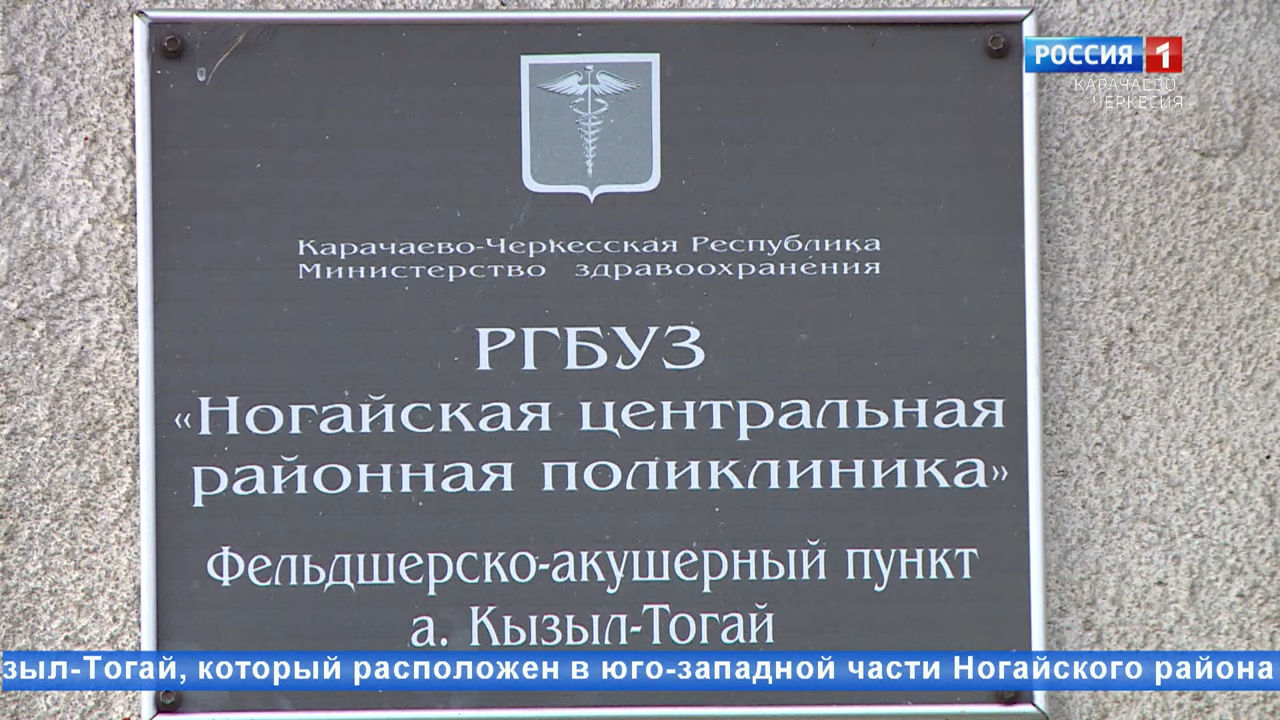 РОССИЯ 1
КАРАЧАЕВО
ЧЕРКЕСИЯ
Карачаево-Черкесская Республика
Министерство здравоохранения
РГБУЗ
«Ногайская центральная
районная поликлиника»
Фельдшерско-акушерный пункт
а. Кызыл-Тогай
зыл-Тогай, который расположен в юго-западной части Ногайского района